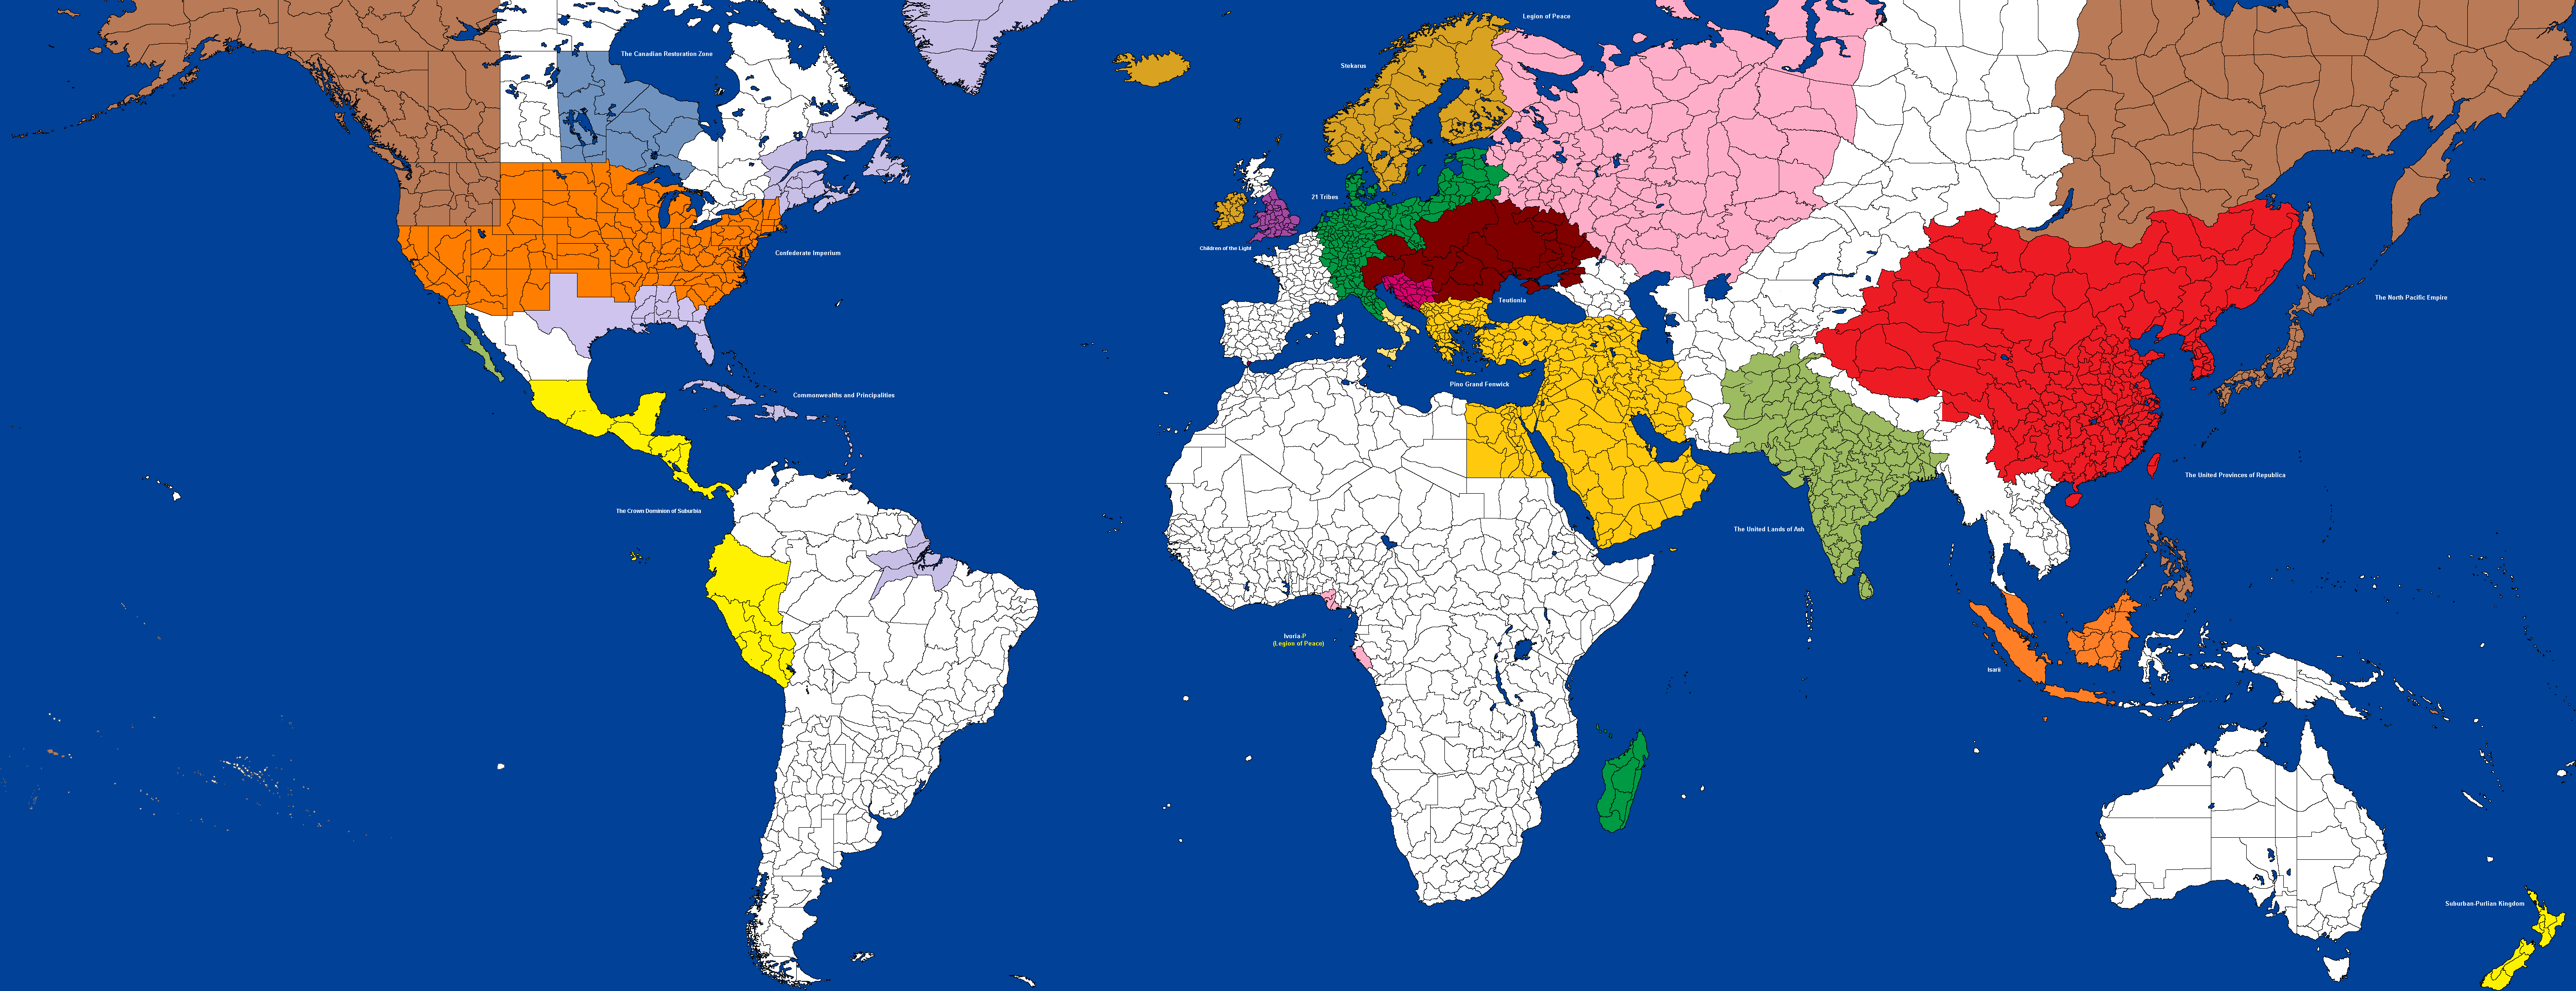 Legion of Peace
The Canadian Restoration Zone
Stekarus
21 Tribes
Children of the Light
Confederate Imperium
The North Pacific Empire
Teutionia
Pino Grand Fenwick
Commonwealths and Principalities
The United Provinces of Republica
The Crown Dominion of Suburbia
The United Lands of Ash
Ivoria-P
(Legion of Peace)
Isarii
Suburban-Purlian Kingdom